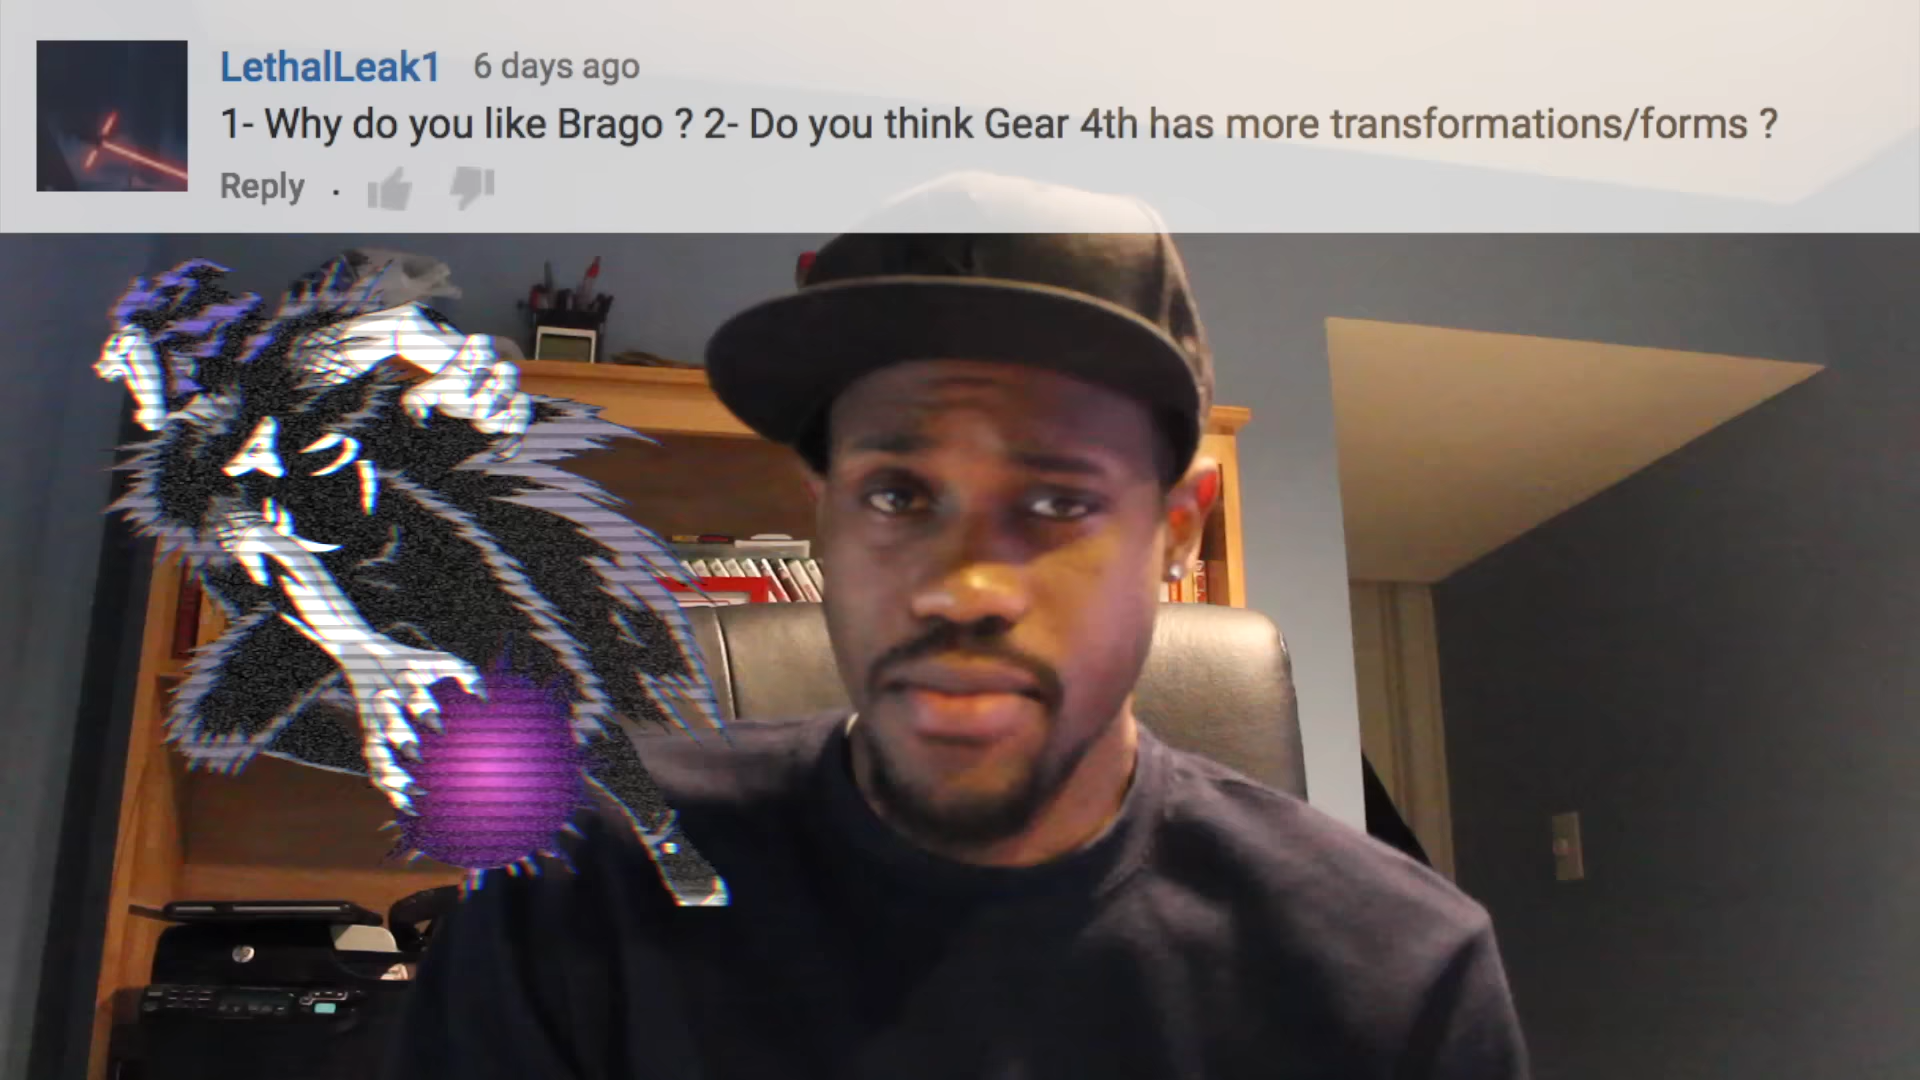 LethalLeak1 6 days ago
1- Why do you like Brago ? 2- Do you think Gear 4th has more transformations/forms ?
Reply .
hp